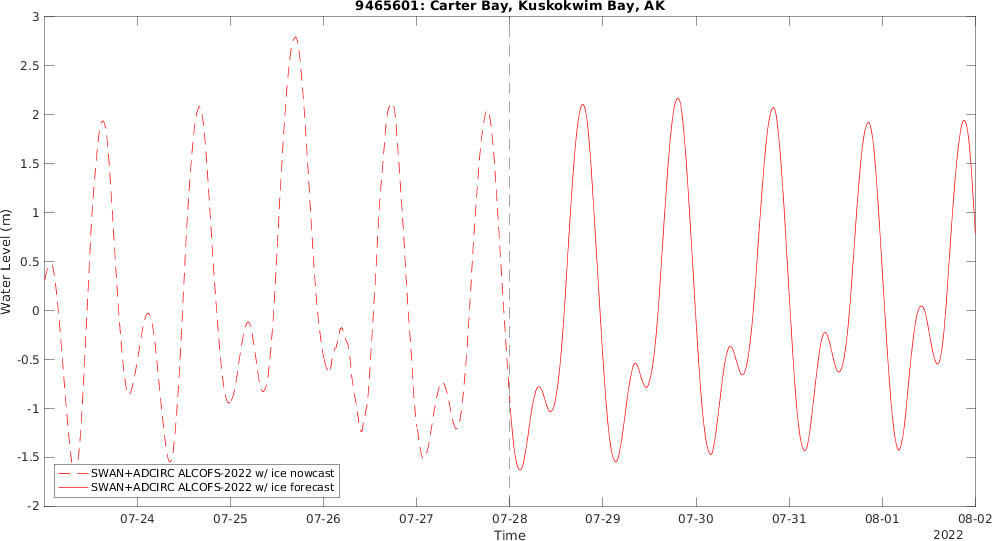 9465601: Carter Bay, Kuskokwim Bay, AK
3
2.5
2
1.5
1
0.5
0
-0.5
-1
-1.5
-2
Water Level (m)
SWAN+ADCIRC ALCOFS-2022 w/ ice nowcast
SWAN+ADCIRC ALCOFS-2022 w/ ice forecast
07-24 07-25 07-26 07-27 07-28 07-29 07-30 07-31 08-01 08-02
Time
2022